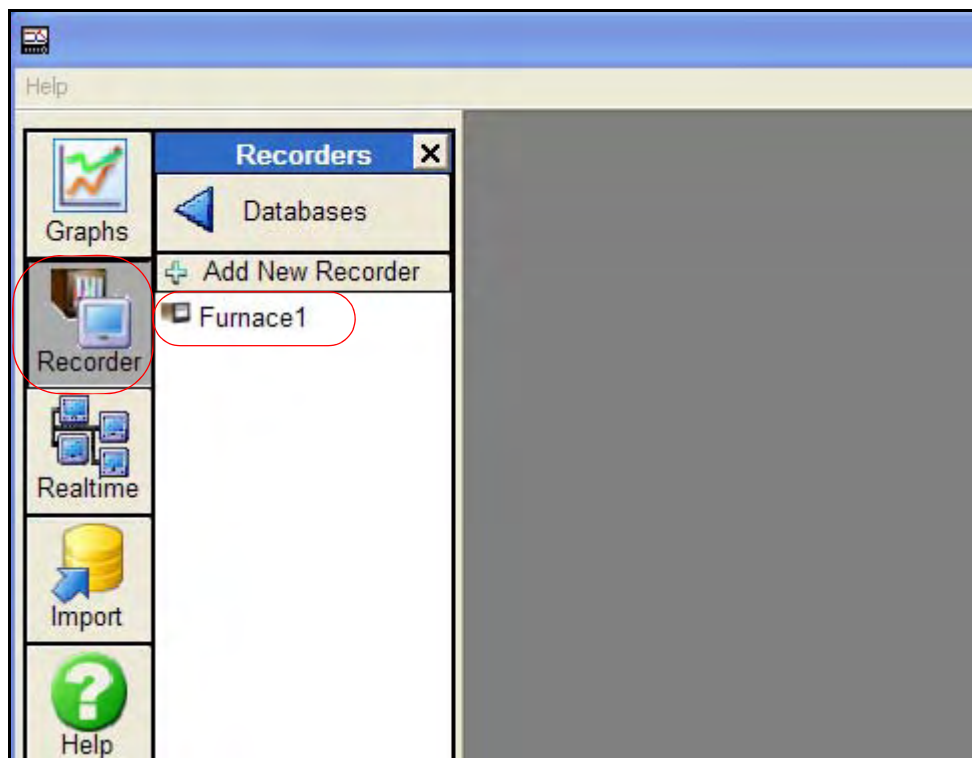 Help
Graphs
Recorder
Realtime
Import
Help
Recorders
Databases
Add New Recorder
Furnace1